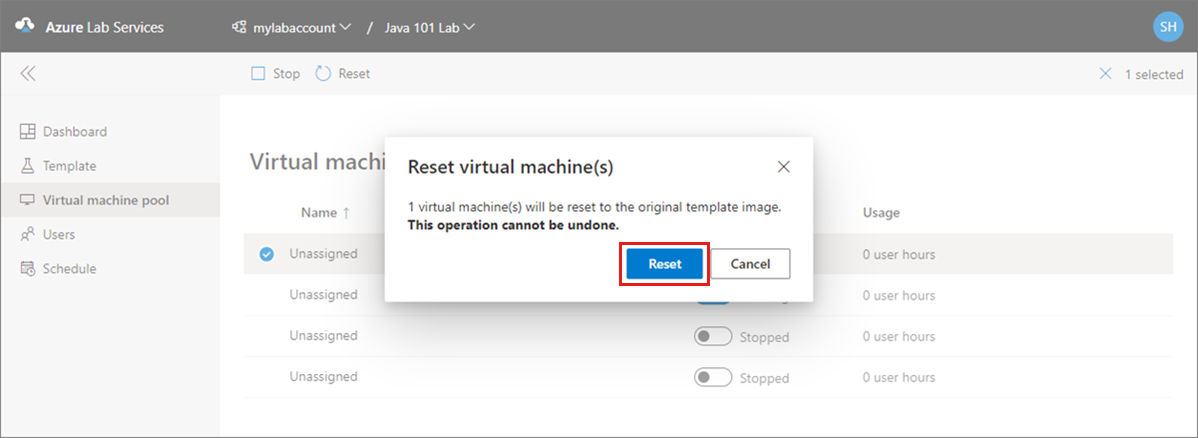 Azure Lab Services
mylabaccount / Java 101 Lab
SH
Stop Reset
1 selected
Dashboard
Template
Virtual machine pool
Users
Schedule
Virtual
Name ↑
Usage
Unassigned
0 user hours
Unassigned
0 user hours
Unassigned
Stopped
0 user hours
Unassigned
Stopped
0 user hours
Reset virtual machine(s)
1 virtual machine(s) will be reset to the original template image.
This operation cannot be undone.
Reset
Cancel